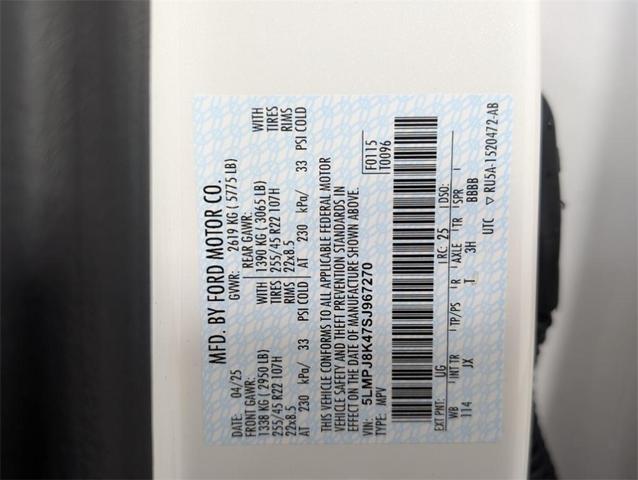 MFD. BY FORD MOTOR CO.
DATE: 04/25 GVWR: 2619 KG ( 5775 LB)
FRONT GAWR: REAR GAWR:
1338 KG ( 2950 LB) 1390 KG ( 3065 LB) WITH
255/45 R22 107H 255/45 R22 107H TIRES
22x8.5 22x8.5 RIMS
AT 230 kPa/ 33 PSI COLD AT 230 kPa/ 33 PSI COLD
WITH
TIRES
RIMS
THIS VEHICLE CONFORMS TO ALL APPLICABLE FEDERAL MOTOR
VEHICLE SAFETY AND THEFT PREVENTION STANDARDS IN
EFFECT ON THE DATE OF MANUFACTURE SHOWN ABOVE.
VIN: 5LMPJ8K47SJ967270 F0115
TYPE: MPV T0096
EXT PNT: UG RC: 25 DSO:
WB INT TR TP/PS R AXLE TR SPR
114 JX T 3H BBBB
UTC ▽ RU5A-1520472-AB